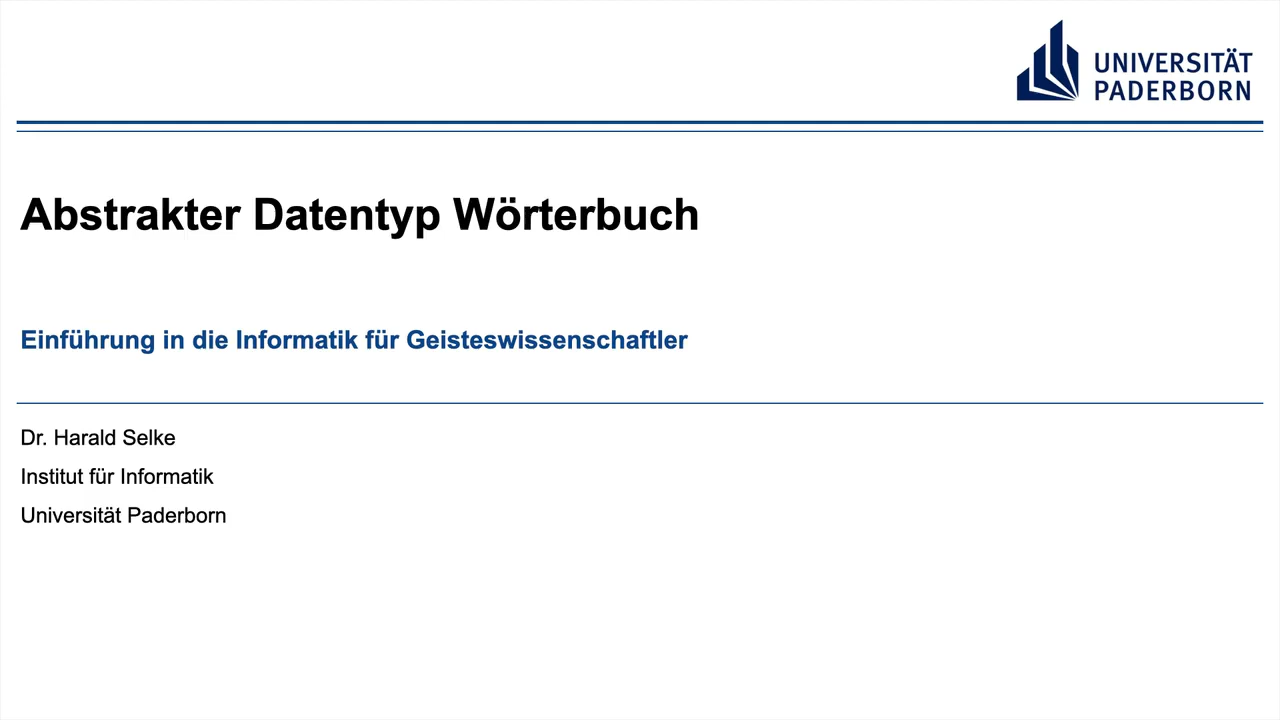 UNIVERSITÄT
PADERBORN
Abstrakter Datentyp Wörterbuch
Einführung in die Informatik für Geisteswissenschaftler
Dr. Harald Selke
Institut für Informatik
Universität Paderborn